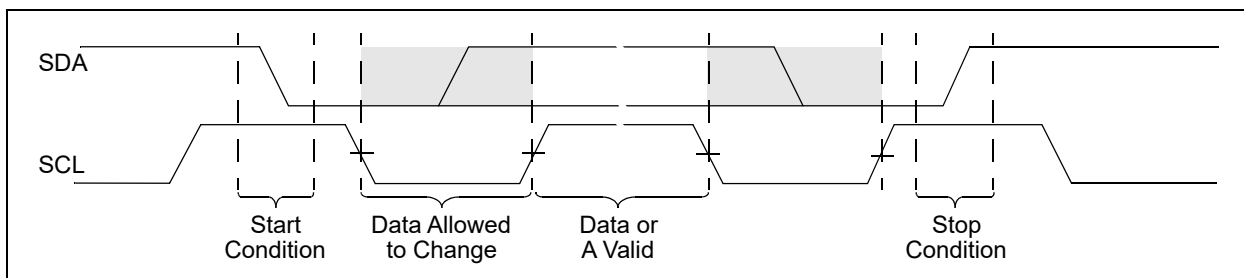 SDA
SCL
Start
Condition
Data Allowed
to Change
Data or
A Valid
Stop
Condition